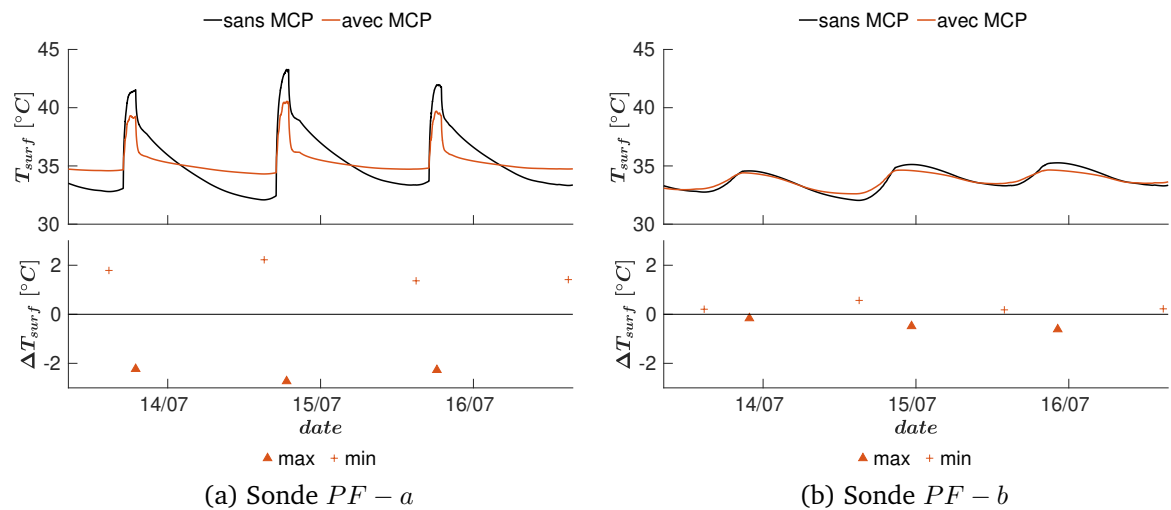 sans MCP avec MCP
45
40
35
30
T_surf [°C]
2
0
-2
ΔT_surf [°C]
14/07 15/07 16/07
date
max min
(a) Sonde PF − a
sans MCP avec MCP
45
40
35
30
T_surf [°C]
2
0
-2
ΔT_surf [°C]
14/07 15/07 16/07
date
max min
(b) Sonde PF − b